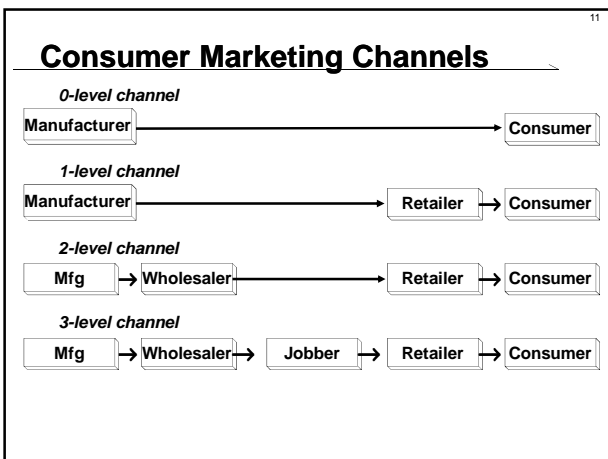 11
Consumer Marketing Channels
0-level channel
Manufacturer Consumer
1-level channel
Manufacturer Retailer Consumer
2-level channel
Mfg Wholesaler Retailer Consumer
3-level channel
Mfg Wholesaler Jobber Retailer Consumer